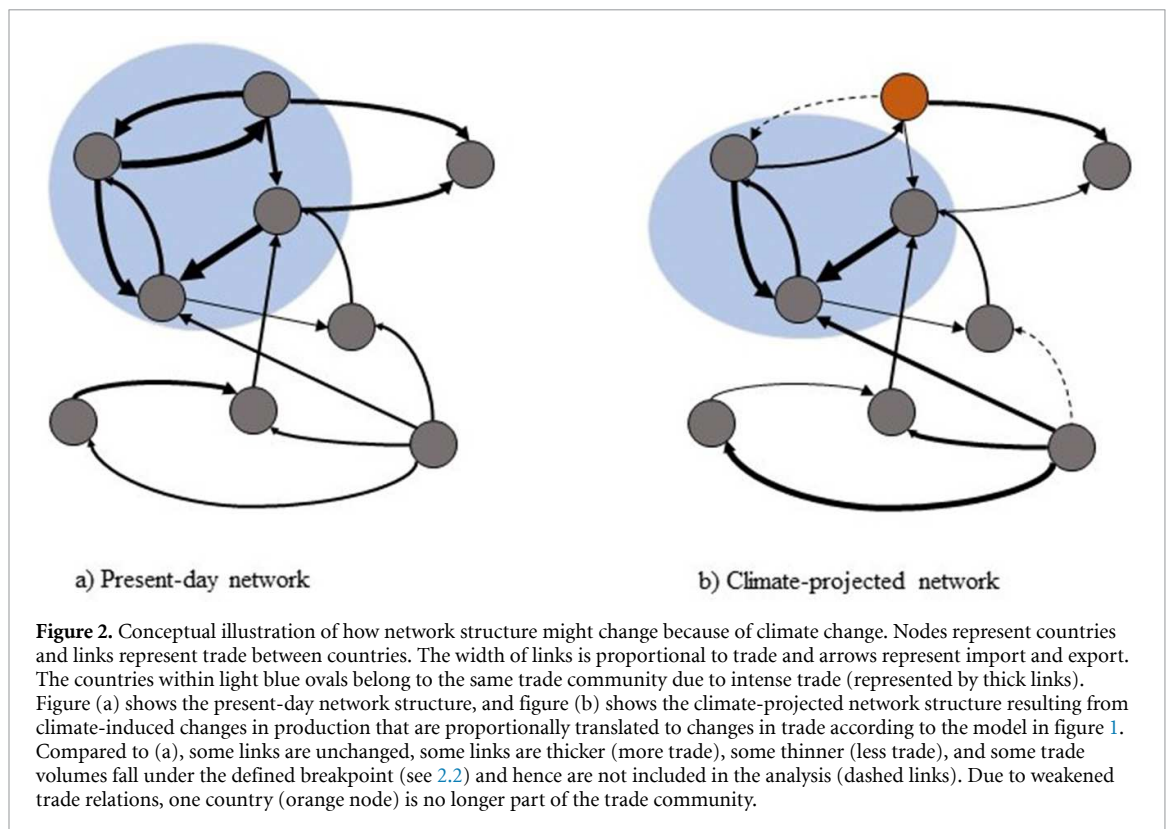 a) Present-day network
b) Climate-projected network
Figure 2. Conceptual illustration of how network structure might change because of climate change. Nodes represent countries
and links represent trade between countries. The width of links is proportional to trade and arrows represent import and export.
The countries within light blue ovals belong to the same trade community due to intense trade (represented by thick links).
Figure (a) shows the present-day network structure, and figure (b) shows the climate-projected network structure resulting from
climate-induced changes in production that are proportionally translated to changes in trade according to the model in figure 1.
Compared to (a), some links are unchanged, some links are thicker (more trade), some thinner (less trade), and some trade
volumes fall under the defined breakpoint (see 2.2) and hence are not included in the analysis (dashed links). Due to weakened
trade relations, one country (orange node) is no longer part of the trade community.